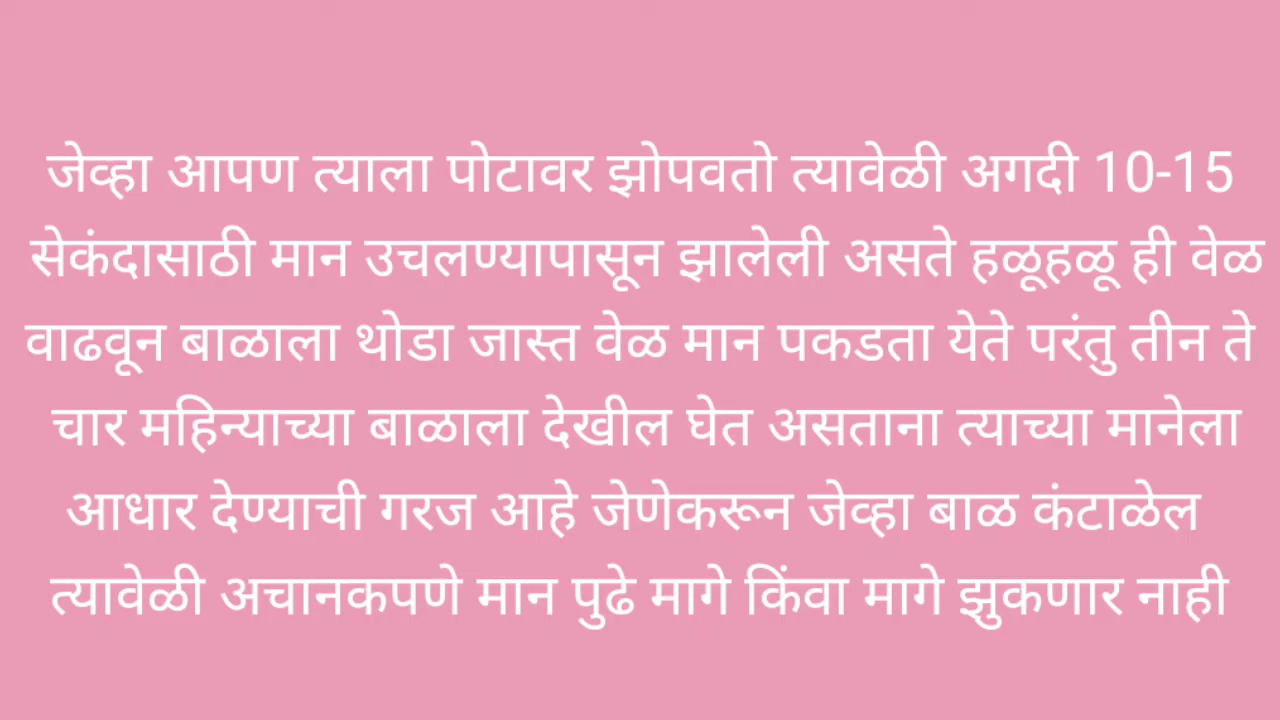 जेव्हा आपण त्याला पोटावर झोपवतो त्यावेळी अगदी 10-15
सेकंदासाठी मान उचलण्यापासून झालेली असते हळूहळू ही वेळ
वाढवून बाळाला थोडा जास्त वेळ मान पकडता येते परंतु तीन ते
चार महिन्याच्या बाळाला देखील घेत असताना त्याच्या मानेला
आधार देण्याची गरज आहे जेणेकरून जेव्हा बाळ कंटाळेल
त्यावेळी अचानकपणे मान पुढे मागे किंवा मागे झुकणार नाही